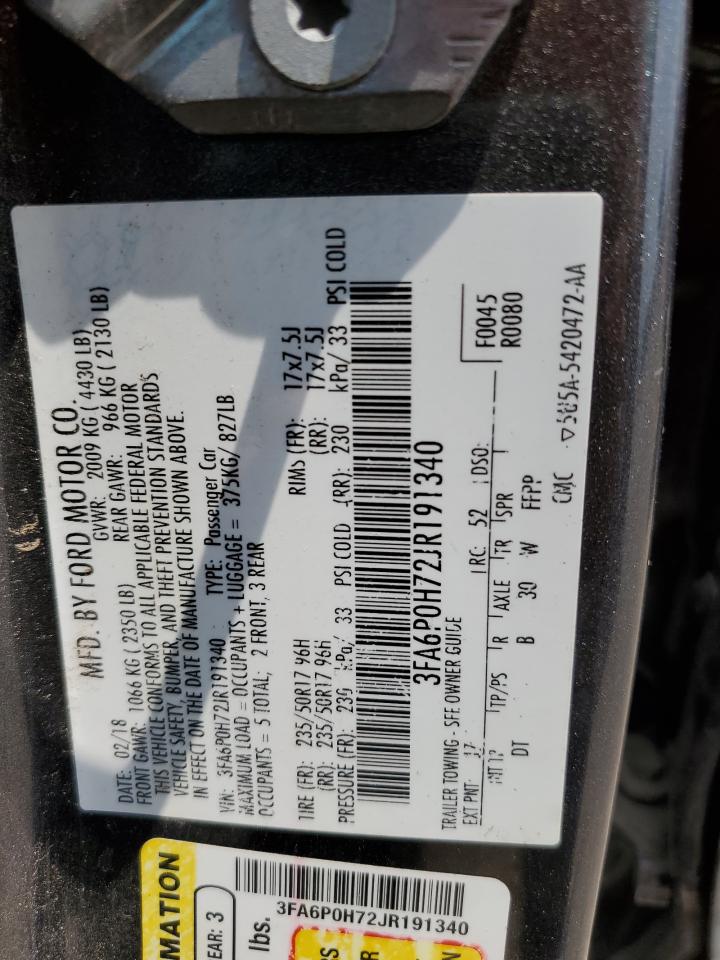 MFD. BY FORD MOTOR CO.
DATE: 02/18 GVWR: 2009 KG ( 4430 LB)
FRONT GAWR: 1066 KG ( 2350 LB) REAR GAWR: 966 KG ( 2130 LB)
THIS VEHICLE CONFORMS TO ALL APPLICABLE FEDERAL MOTOR
VEHICLE SAFETY, BUMPER, AND THEFT PREVENTION STANDARDS
IN EFFECT ON THE DATE OF MANUFACTURE SHOWN ABOVE.
VIN: 3FA6P0H72JR191340 TYPE: Passenger Car
MAXIMUM LOAD = OCCUPANTS + LUGGAGE = 375KG/ 827LB
OCCUPANTS = 5 TOTAL; 2 FRONT, 3 REAR
TIRE (FR): 235/50R17 96H RIMS (FR): 17x7.5J
(RR): 235/50R17 96H (RR): 17x7.5J
PRESSURE (FR): 230 kPa/ 33 PSI COLD (RR): 230 kPa/ 33 PSI COLD
3FA6P0H72JR191340
TRAILER TOWING - SEE OWNER GUIDE F0045
EXT PNT: RC: 52 DSO: R0080
INT TP/PS R AXLE TR SPR
DT B 30 W FFPP
CMC 5U5A-5420472-AA
MATION
EAR: 3
lbs.
3FA6P0H72JR191340